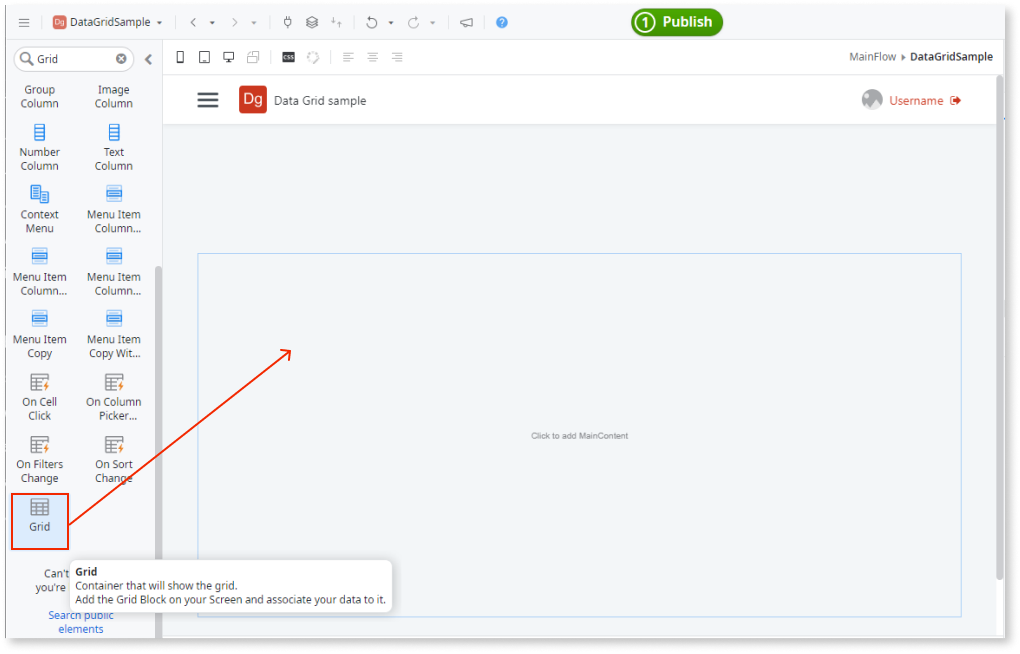 Dg DataGridSample
1 Publish
Grid
css
MainFlow DataGridSample
Group Column
Image Column
Dg Data Grid sample
Username
Number Column
Text Column
Context Menu
Menu Item Column...
Menu Item Column...
Menu Item Column...
Menu Item Copy
Menu Item Copy Wit...
On Cell Click
On Column Picker...
Click to add MainContent
On Filters Change
On Sort Change
Grid
Can't
you're
Grid
Container that will show the grid.
Add the Grid Block on your Screen and associate your data to it.
Search public
elements